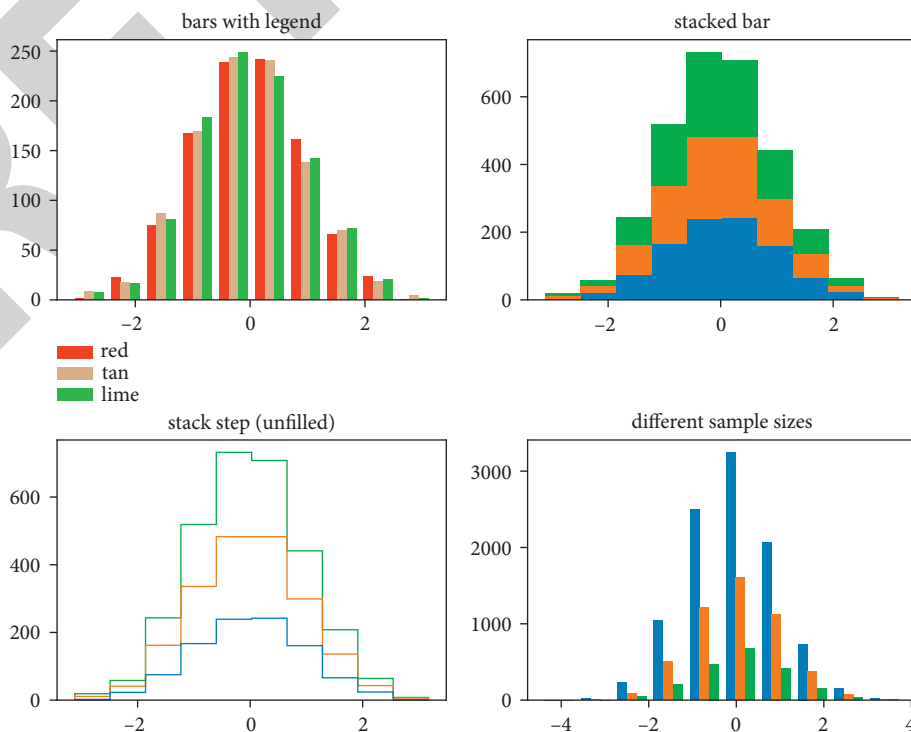 bars with legend
250
200
150
100
50
0
−2 0 2
red
tan
lime
stacked bar
600
400
200
0
−2 0 2
stack step (unfilled)
600
400
200
0
−2 0 2
different sample sizes
3000
2000
1000
0
−4 −2 0 2 4